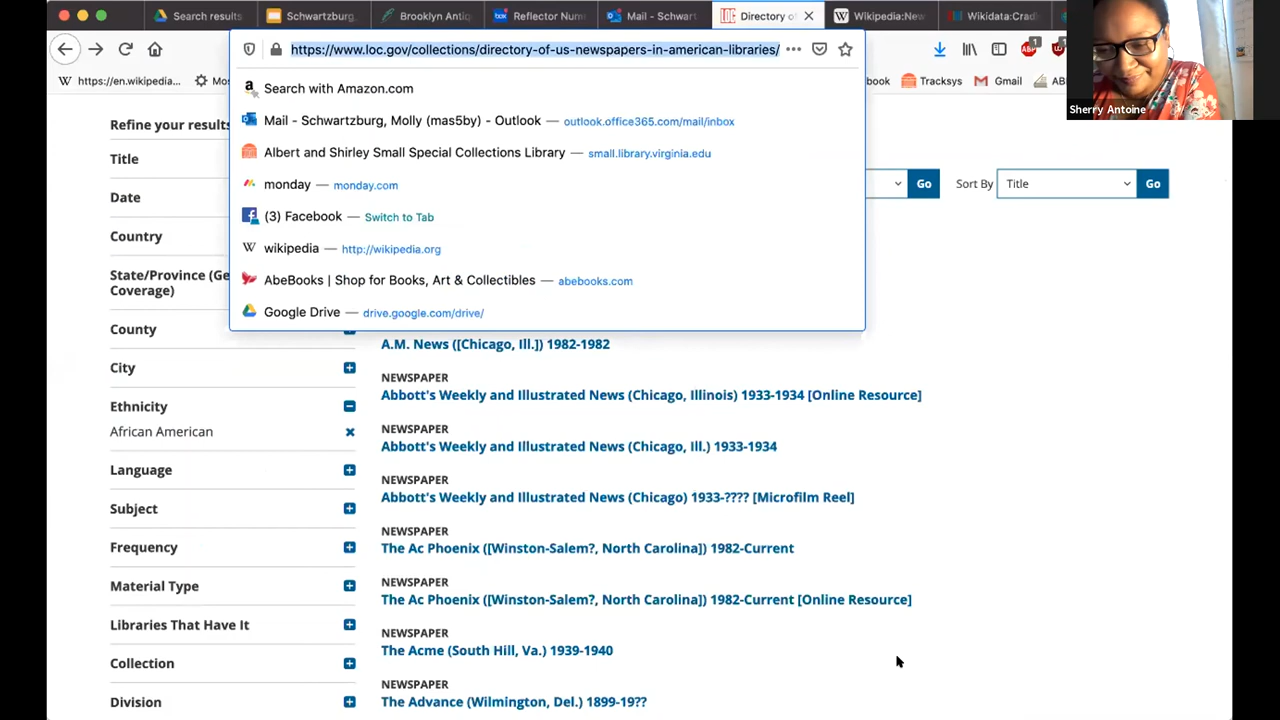 Search results
Schwartzburg,
Brooklyn Antiq
Reflector Num
Mail - Schwart
Directory o
Wikipedia:New
Wikidata:Cradl
https://www.loc.gov/collections/directory-of-us-newspapers-in-american-libraries/
1
https://en.wikipedia...
Mos
book
Tracksys
Gmail
ABE
Sherry Antoine
Search with Amazon.com
Mail - Schwartzburg, Molly (mas5by) - Outlook — outlook.office365.com/mail/inbox
Albert and Shirley Small Special Collections Library — small.library.virginia.edu
monday — monday.com
(3) Facebook — Switch to Tab
wikipedia — http://wikipedia.org
AbeBooks | Shop for Books, Art & Collectibles — abebooks.com
Google Drive — drive.google.com/drive/
Refine your results
Title
Date
Country
State/Province (Ge
Coverage)
County
City
Ethnicity
African American
Language
Subject
Frequency
Material Type
Libraries That Have It
Collection
Division
Go
Sort By
Title
Go
A.M. News ([Chicago, Ill.]) 1982-1982
NEWSPAPER
Abbott's Weekly and Illustrated News (Chicago, Illinois) 1933-1934 [Online Resource]
NEWSPAPER
Abbott's Weekly and Illustrated News (Chicago, Ill.) 1933-1934
NEWSPAPER
Abbott's Weekly and Illustrated News (Chicago) 1933-???? [Microfilm Reel]
NEWSPAPER
The Ac Phoenix ([Winston-Salem?, North Carolina]) 1982-Current
NEWSPAPER
The Ac Phoenix ([Winston-Salem?, North Carolina]) 1982-Current [Online Resource]
NEWSPAPER
The Acme (South Hill, Va.) 1939-1940
NEWSPAPER
The Advance (Wilmington, Del.) 1899-19??